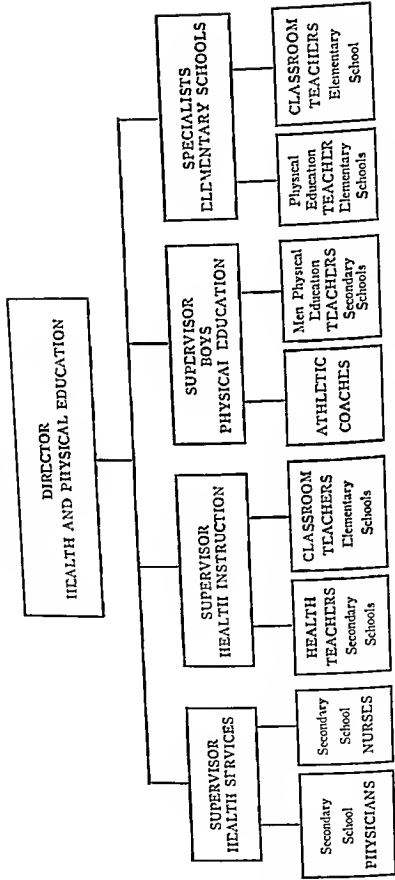 DIRECTOR
HEALTH AND PHYSICAL EDUCATION
SUPERVISOR
HEALTH SERVICES
SUPERVISOR
HEALTH INSTRUCTION
SUPERVISOR
BOYS
PHYSICAL EDUCATION
SPECIALISTS
ELEMENTARY SCHOOLS
Secondary
School
PHYSICIANS
Secondary
School
NURSES
HEALTH
TEACHERS
Secondary
Schools
CLASSROOM
TEACHERS
Elementary
Schools
ATHLETIC
COACHES
Men Physical
Education
TEACHERS
Secondary
Schools
Physical
Education
TEACHER
Elementary
Schools
CLASSROOM
TEACHERS
Elementary
School